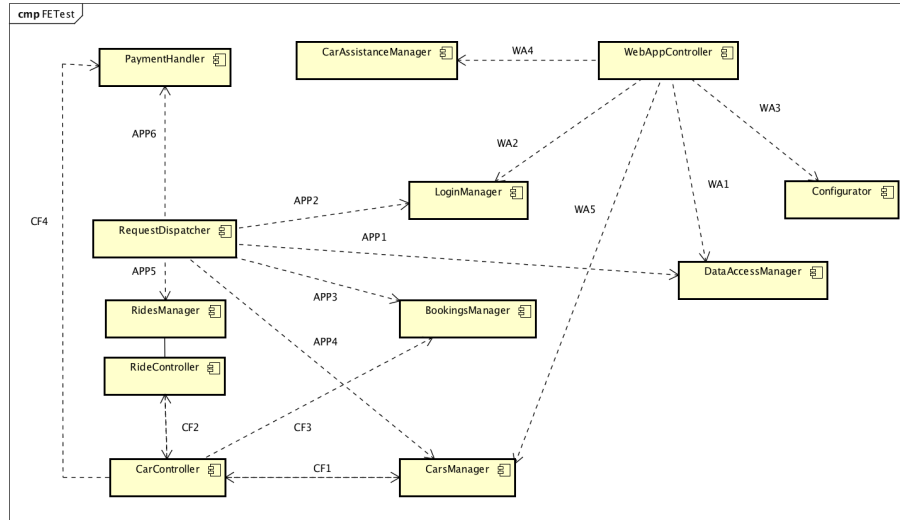 cmp FETest
PaymentHandler
CarAssistanceManager
WA4
WebAppController
WA3
APP6
WA2
WA1
LoginManager
Configurator
APP2
WA5
CF4
RequestDispatcher
APP1
APP5
APP3
DataAccessManager
RidesManager
BookingsManager
APP4
RideController
CF2
CF3
CarController
CF1
CarsManager